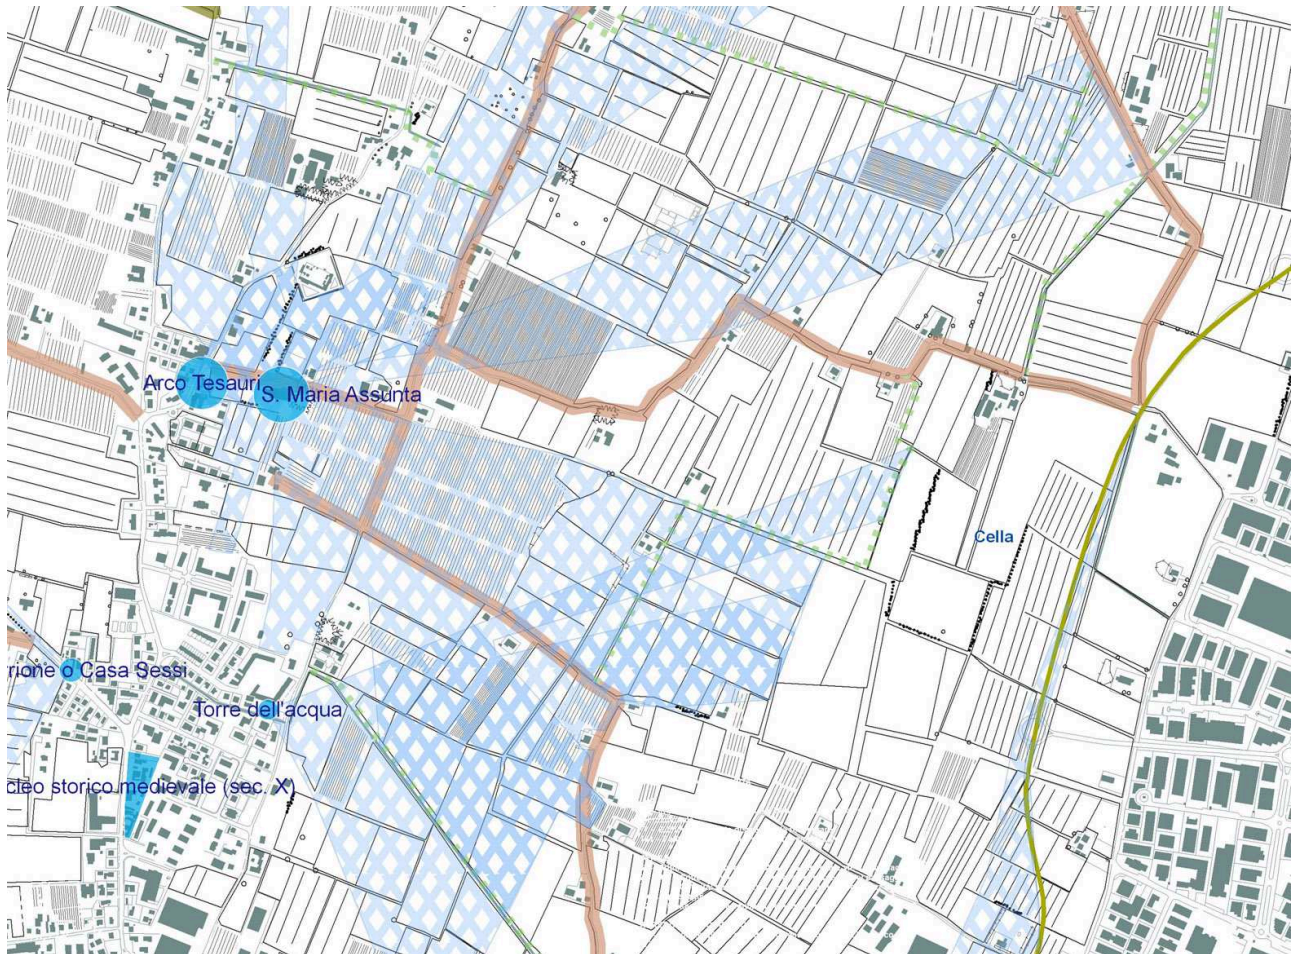 Arco Tesauri
S. Maria Assunta
Cella
rione o Casa Sessi
Torre dell'acqua
cleo storico medievale (sec. X)